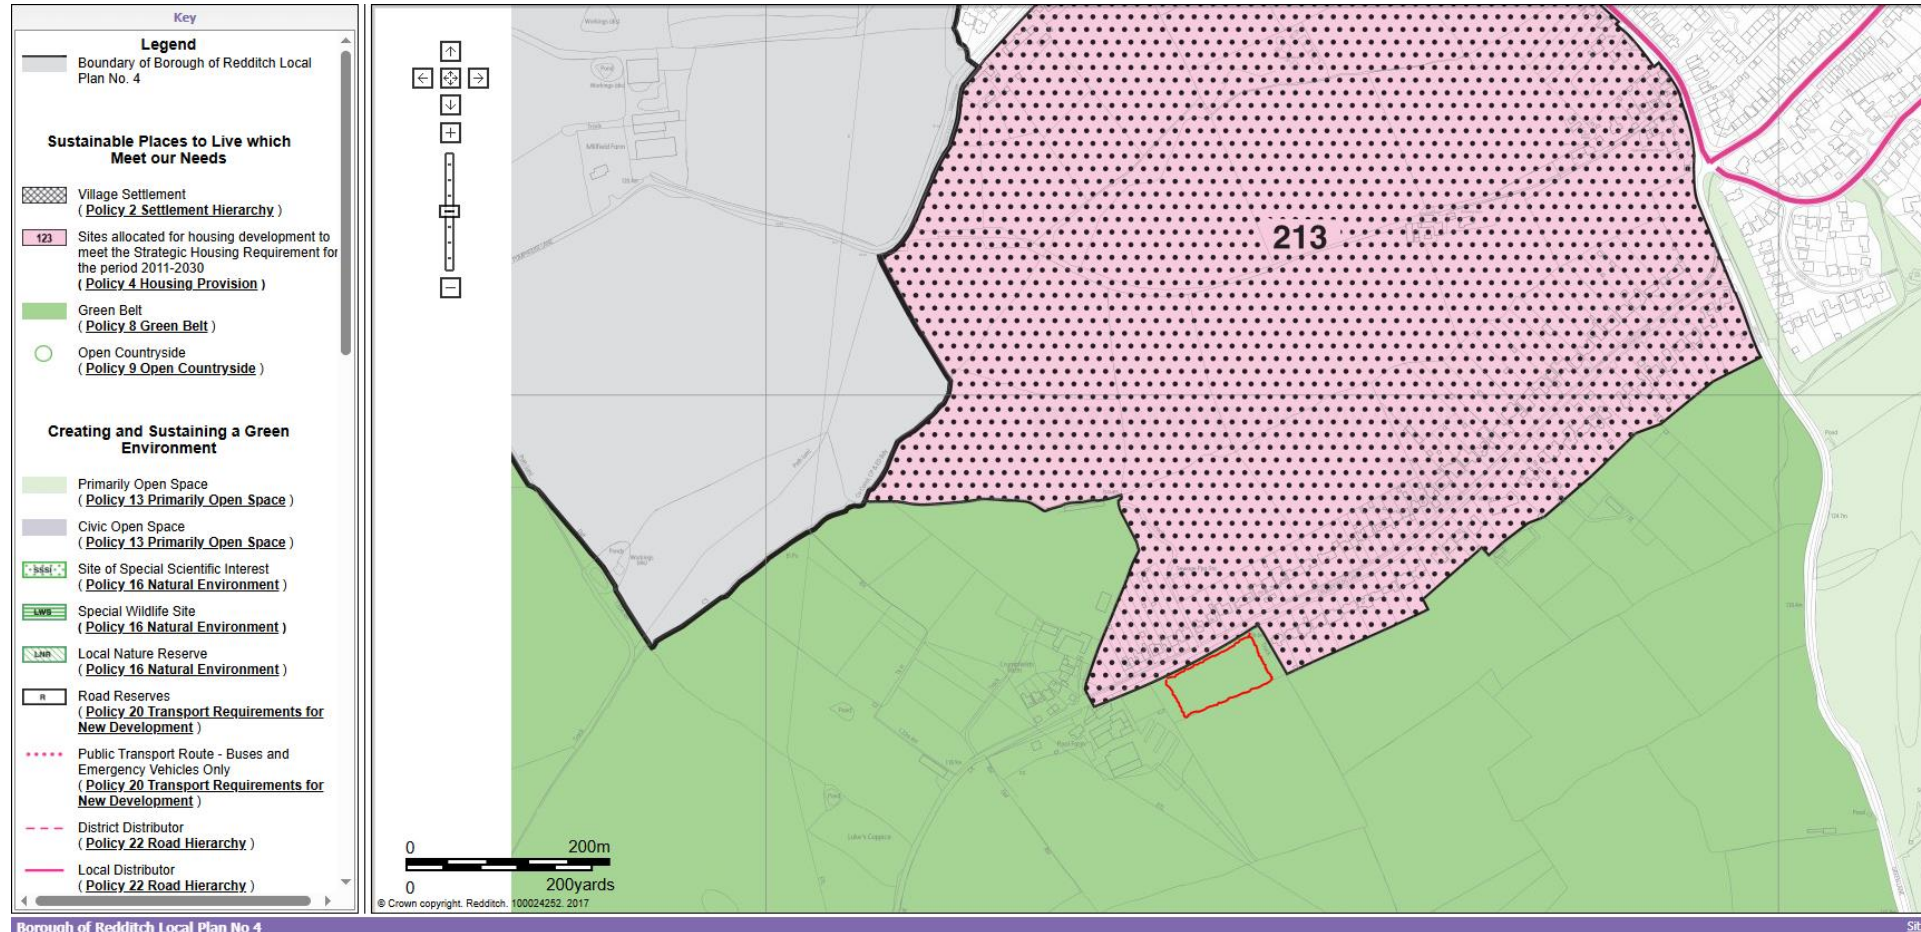 Key
Legend
Boundary of Borough of Redditch Local
Plan No. 4
Sustainable Places to Live which
Meet our Needs
Village Settlement
( Policy 2 Settlement Hierarchy )
123
Sites allocated for housing development to
meet the Strategic Housing Requirement for
the period 2011-2030
( Policy 4 Housing Provision )
Green Belt
( Policy 8 Green Belt )
Open Countryside
( Policy 9 Open Countryside )
Creating and Sustaining a Green
Environment
Primarily Open Space
( Policy 13 Primarily Open Space )
Civic Open Space
( Policy 13 Primarily Open Space )
SSSI
Site of Special Scientific Interest
( Policy 16 Natural Environment )
LWS
Special Wildlife Site
( Policy 16 Natural Environment )
LNR
Local Nature Reserve
( Policy 16 Natural Environment )
R
Road Reserves
( Policy 20 Transport Requirements for
New Development )
Public Transport Route - Buses and
Emergency Vehicles Only
( Policy 20 Transport Requirements for
New Development )
District Distributor
( Policy 22 Road Hierarchy )
Local Distributor
( Policy 22 Road Hierarchy )
Millfield Farm
213
Pond
Pool Farm
Luke's Coppice
0 200m
0 200yards
© Crown copyright. Redditch. 100024252. 2017
Borough of Redditch Local Plan No 4